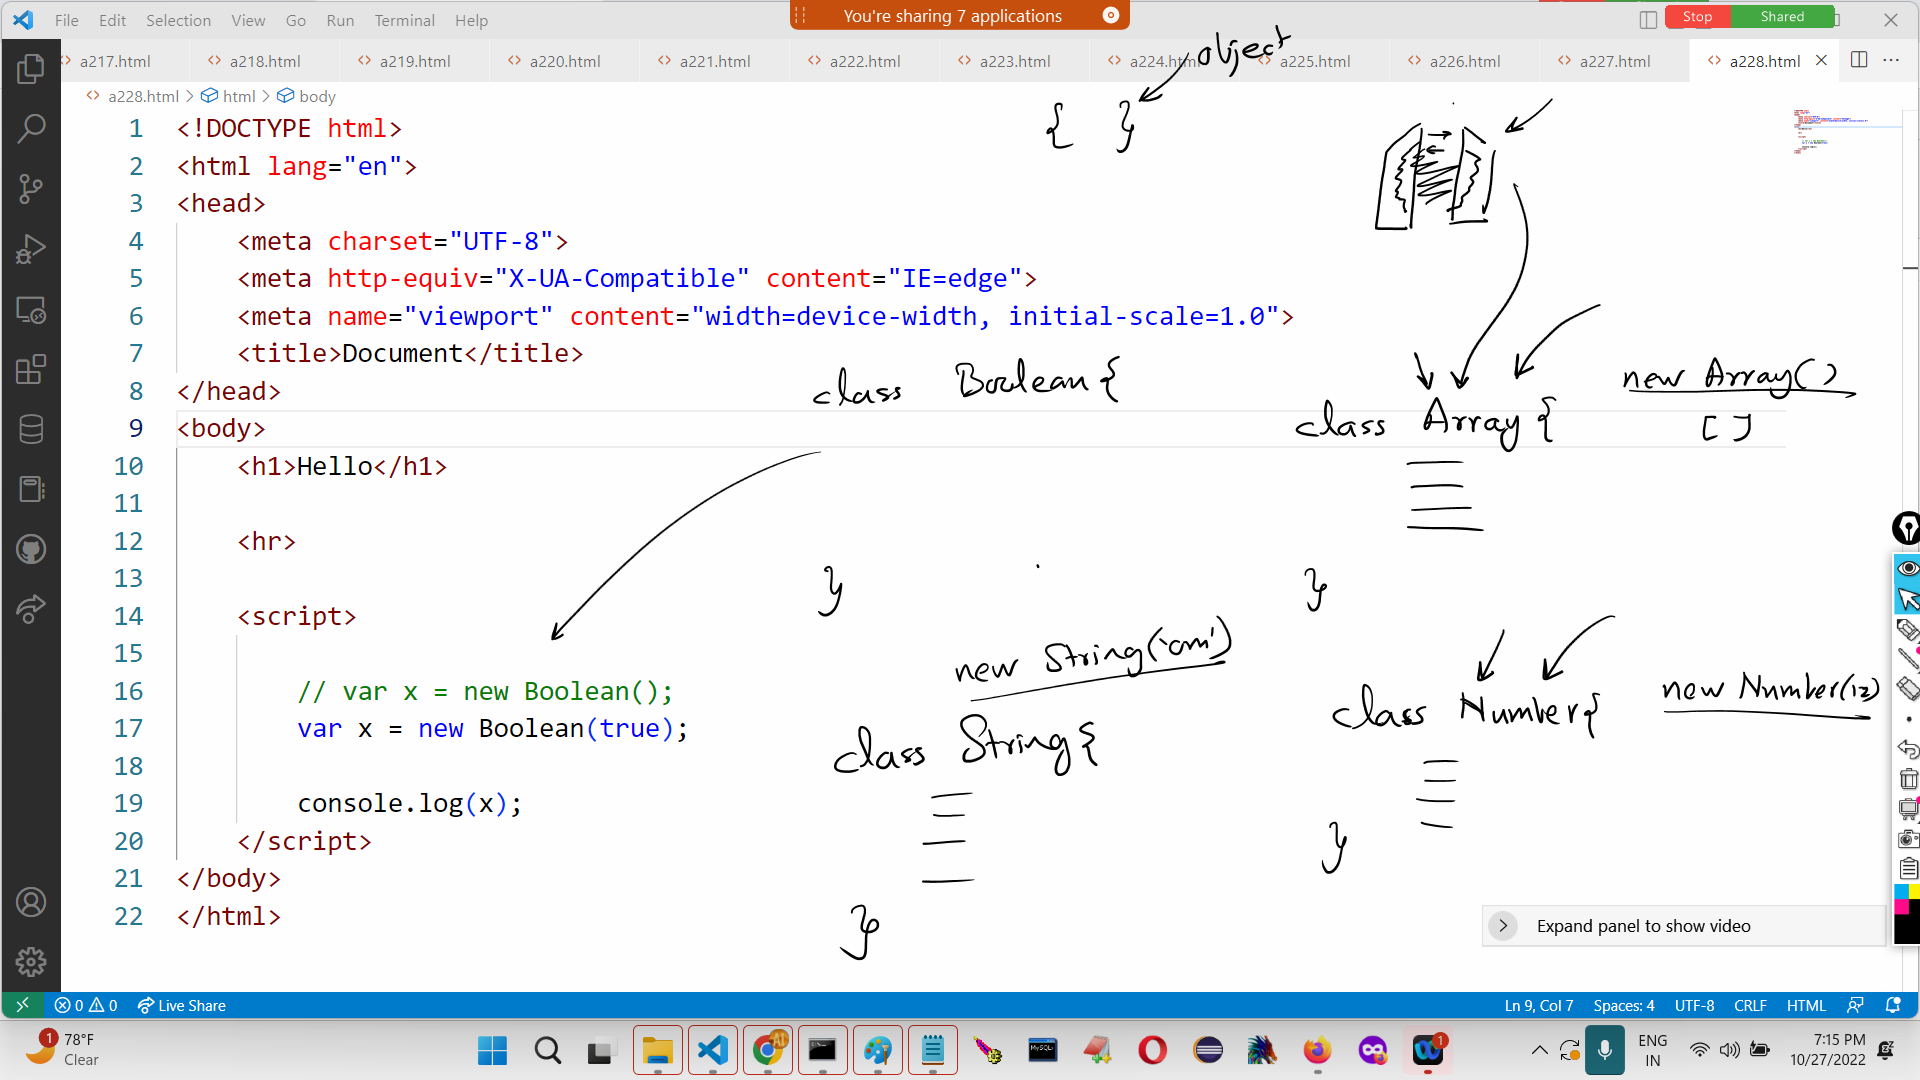 File Edit Selection View Go Run Terminal Help
You're sharing 7 applications
Stop Shared
a217.html a218.html a219.html a220.html a221.html a222.html a223.html a224.html a225.html a226.html a227.html a228.html
a228.html > html > body
object
{ }
1 <!DOCTYPE html>
2 <html lang="en">
3 <head>
4 <meta charset="UTF-8">
5 <meta http-equiv="X-UA-Compatible" content="IE=edge">
6 <meta name="viewport" content="width=device-width, initial-scale=1.0">
7 <title>Document</title>
8 </head>
9 <body>
10 <h1>Hello</h1>
11
12 <hr>
13
14 <script>
15
16 // var x = new Boolean();
17 var x = new Boolean(true);
18
19 console.log(x);
20 </script>
21 </body>
22 </html>
class Boolean {
}
class Array {
}
new Array()
[]
new String('om')
class String {
}
class Number {
}
new Number(12)
Expand panel to show video
0 0 Live Share
Ln 9, Col 7 Spaces: 4 UTF-8 CRLF HTML
1
78°F
Clear
MySQL
1
ENG
IN
7:15 PM
10/27/2022